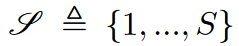 𝒮 ≜ {1, ..., S}